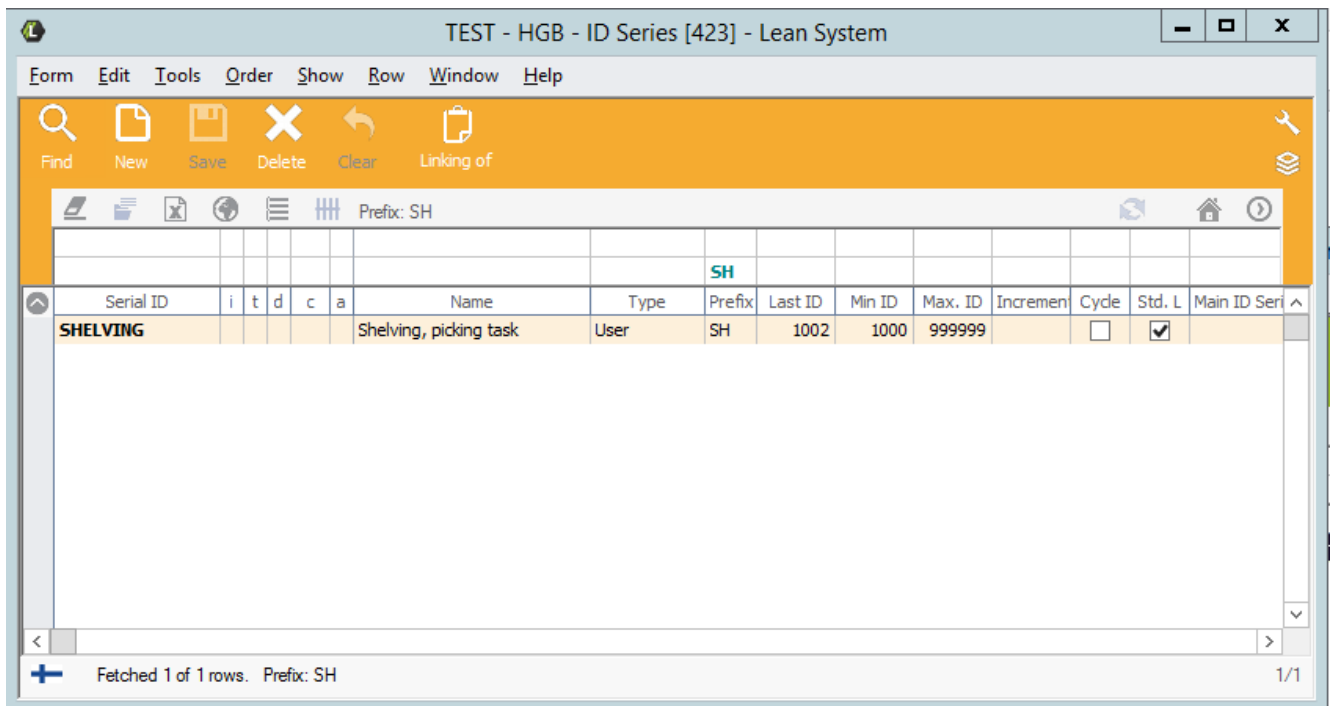 TEST - HGB - ID Series [423] - Lean System
Form Edit Tools Order Show Row Window Help
Find New Save Delete Clear Linking of
Prefix: SH
SH
Serial ID i t d c a Name Type Prefix Last ID Min ID Max. ID Increment Cycle Std. L Main ID Seri
SHELVING Shelving, picking task User SH 1002 1000 999999
Fetched 1 of 1 rows. Prefix: SH 1/1